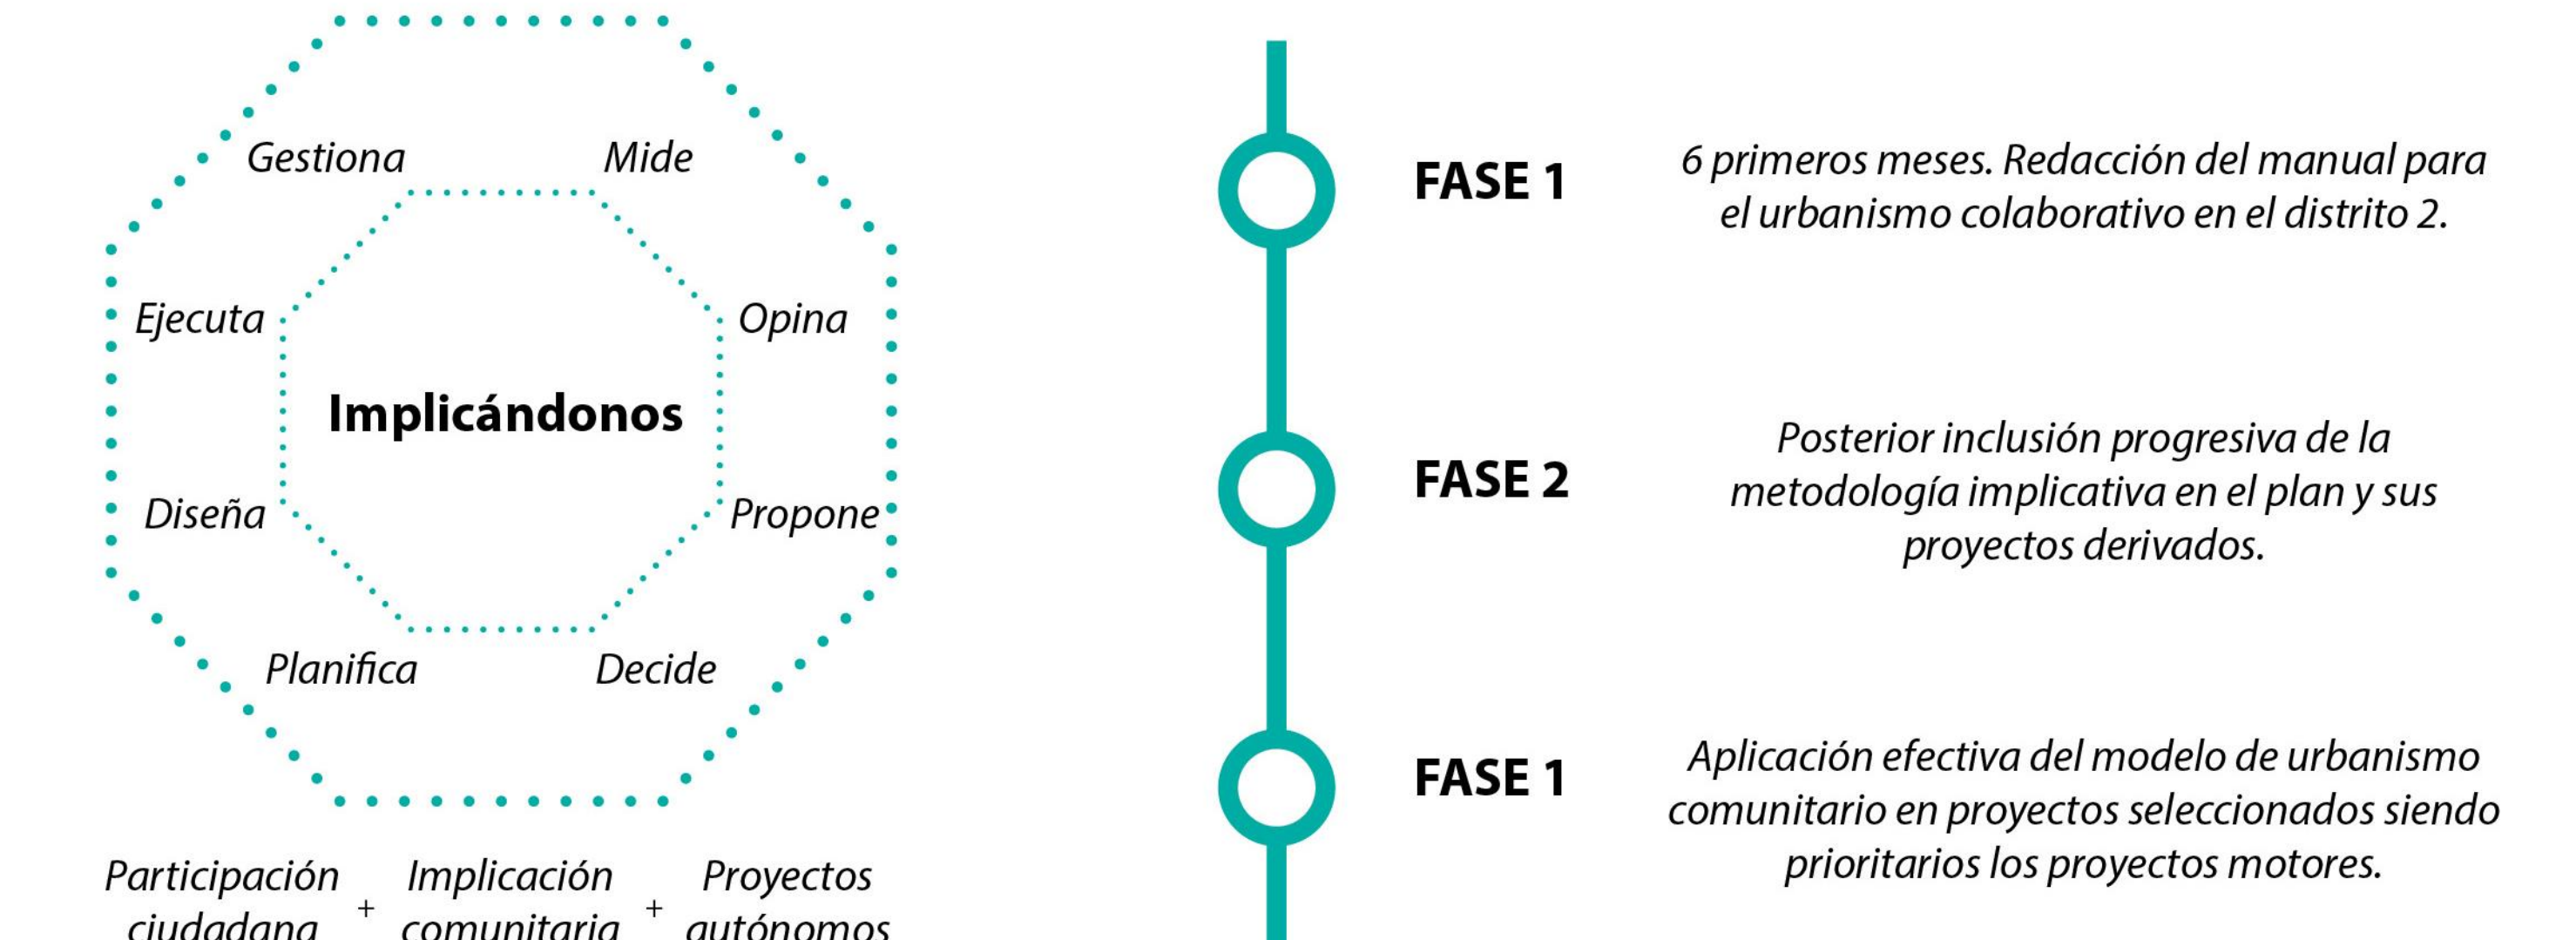 Gestiona
Mide
Ejecuta
Opina
Implicándonos
Diseña
Propone
Planifica
Decide
Participación
ciudadana
+
Implicación
comunitaria
+
Proyectos
autónomos
FASE 1
6 primeros meses. Redacción del manual para
el urbanismo colaborativo en el distrito 2.
FASE 2
Posterior inclusión progresiva de la
metodología implicativa en el plan y sus
proyectos derivados.
FASE 1
Aplicación efectiva del modelo de urbanismo
comunitario en proyectos seleccionados siendo
prioritarios los proyectos motores.